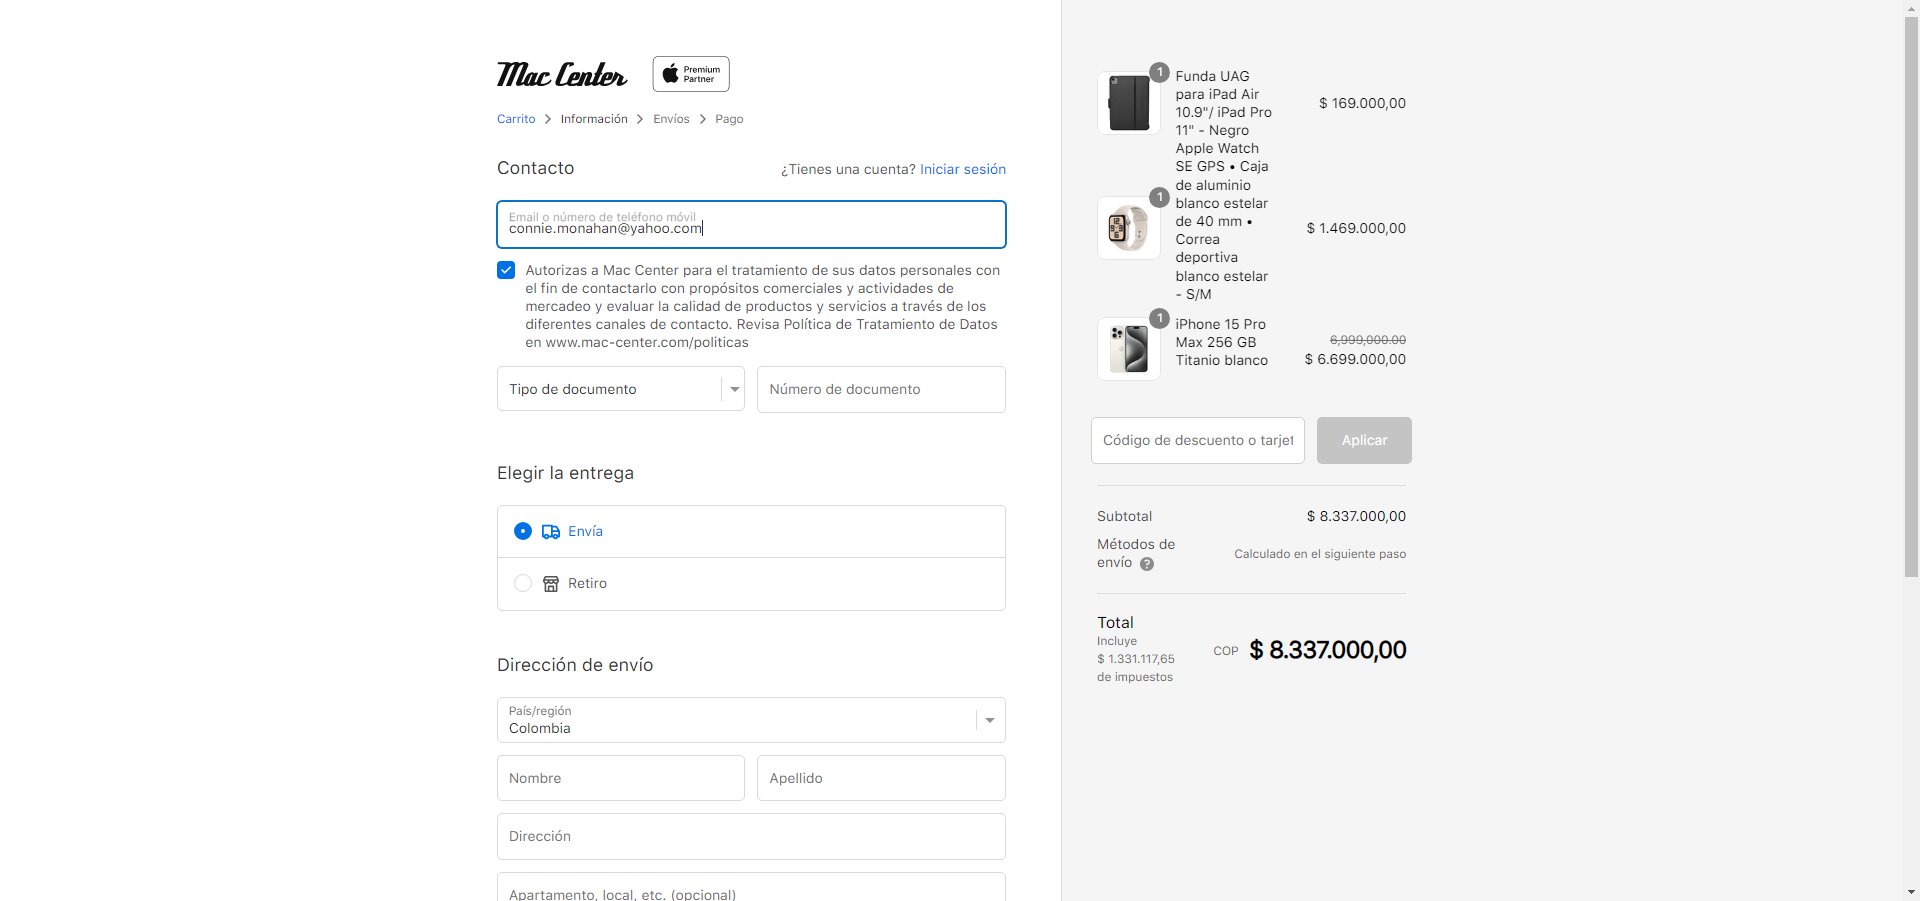 Mac Center
Premium
Partner
Carrito > Información > Envíos > Pago
Contacto
¿Tienes una cuenta? Iniciar sesión
Email o número de teléfono móvil
connie.monahan@yahoo.com
Autorizas a Mac Center para el tratamiento de sus datos personales con
el fin de contactarlo con propósitos comerciales y actividades de
mercadeo y evaluar la calidad de productos y servicios a través de los
diferentes canales de contacto. Revisa Política de Tratamiento de Datos
en www.mac-center.com/politicas
Tipo de documento
Número de documento
Elegir la entrega
Envía
Retiro
Dirección de envío
País/región
Colombia
Nombre
Apellido
Dirección
Apartamento, local, etc. (opcional)
1
Funda UAG
para iPad Air
10.9"/ iPad Pro
11" - Negro
$ 169.000,00
1
Apple Watch
SE GPS • Caja
de aluminio
blanco estelar
de 40 mm •
Correa
deportiva
blanco estelar
- S/M
$ 1.469.000,00
1
iPhone 15 Pro
Max 256 GB
Titanio blanco
6,999,000.00
$ 6.699.000,00
Código de descuento o tarjet
Aplicar
Subtotal
$ 8.337.000,00
Métodos de
envío ?
Calculado en el siguiente paso
Total
Incluye
$ 1.331.117,65
de impuestos
COP $ 8.337.000,00